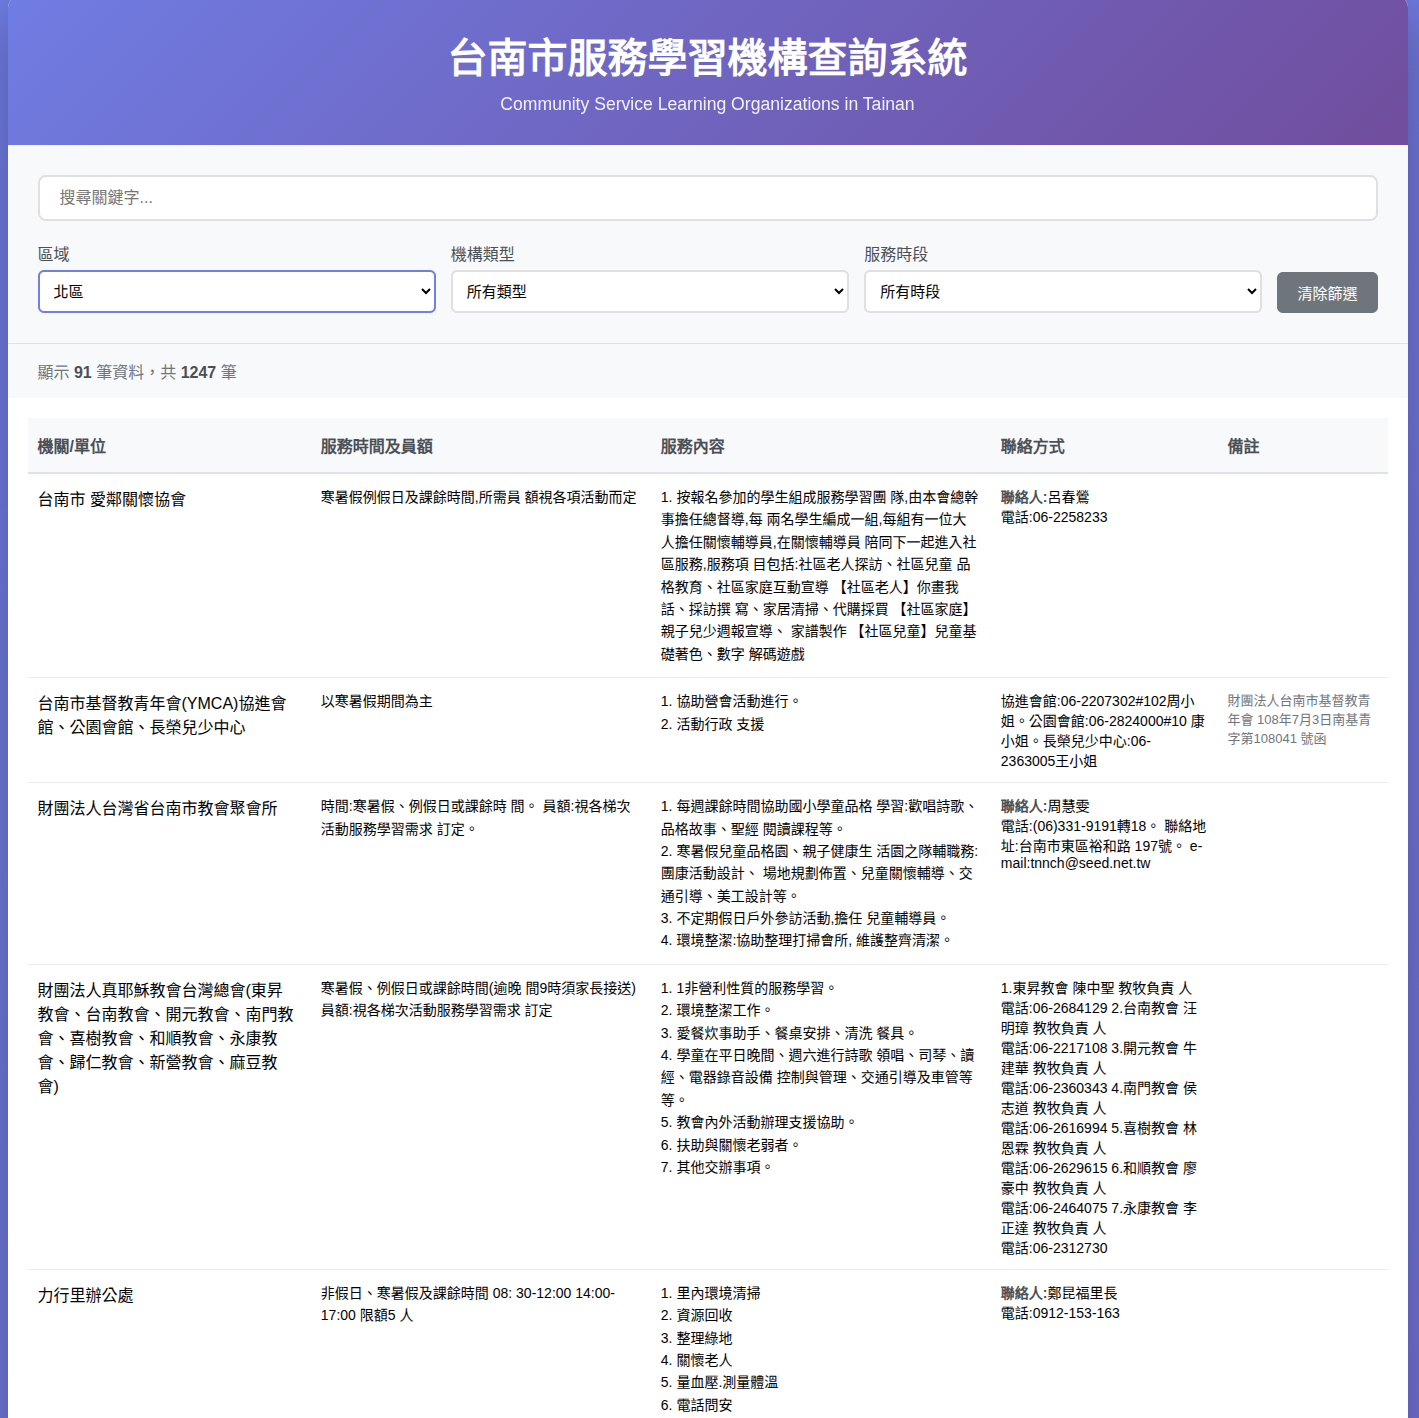 台南市服務學習機構查詢系統
Community Service Learning Organizations in Tainan
搜尋關鍵字...
區域
機構類型
服務時段
北區
所有類型
所有時段
清除篩選
顯示 91 筆資料，共 1247 筆
機關/單位
服務時間及員額
服務內容
聯絡方式
備註
台南市 愛鄰關懷協會
寒暑假例假日及課餘時間,所需員 額視各項活動而定
1. 按報名參加的學生組成服務學習團 隊,由本會總幹
事擔任總督導,每 兩名學生編成一組,每組有一位大
人擔任關懷輔導員,在關懷輔導員 陪同下一起進入社
區服務,服務項 目包括:社區老人探訪、社區兒童 品
格教育、社區家庭互動宣導 【社區老人】你畫我
話、採訪撰 寫、家居清掃、代購採買 【社區家庭】
親子兒少週報宣導、 家譜製作 【社區兒童】兒童基
礎著色、數字 解碼遊戲
聯絡人:呂春鶯
電話:06-2258233
台南市基督教青年會(YMCA)協進會
館、公園會館、長榮兒少中心
以寒暑假期間為主
1. 協助營會活動進行。
2. 活動行政 支援
協進會館:06-2207302#102周小
姐。公園會館:06-2824000#10 康
小姐。長榮兒少中心:06-
2363005王小姐
財團法人台南市基督教青
年會 108年7月3日南基青
字第108041 號函
財團法人台灣省台南市教會聚會所
時間:寒暑假、例假日或課餘時 間。 員額:視各梯次
活動服務學習需求 訂定。
1. 每週課餘時間協助國小學童品格 學習:歡唱詩歌、
品格故事、聖經 閱讀課程等。
2. 寒暑假兒童品格園、親子健康生 活園之隊輔職務:
團康活動設計、 場地規劃佈置、兒童關懷輔導、交
通引導、美工設計等。
3. 不定期假日戶外參訪活動,擔任 兒童輔導員。
4. 環境整潔:協助整理打掃會所, 維護整齊清潔。
聯絡人:周慧雯
電話:(06)331-9191轉18。 聯絡地
址:台南市東區裕和路 197號。 e-
mail:tnnch@seed.net.tw
財團法人真耶穌教會台灣總會(東昇
教會、台南教會、開元教會、南門教
會、喜樹教會、和順教會、永康教
會、歸仁教會、新營教會、麻豆教
會)
寒暑假、例假日或課餘時間(逾晚 間9時須家長接送)
員額:視各梯次活動服務學習需求 訂定
1. 1非營利性質的服務學習。
2. 環境整潔工作。
3. 愛餐炊事助手、餐桌安排、清洗 餐具。
4. 學童在平日晚間、週六進行詩歌 領唱、司琴、讀
經、電器錄音設備 控制與管理、交通引導及車管等
等。
5. 教會內外活動辦理支援協助。
6. 扶助與關懷老弱者。
7. 其他交辦事項。
1.東昇教會 陳中聖 教牧負責 人
電話:06-2684129 2.台南教會 汪
明璋 教牧負責 人
電話:06-2217108 3.開元教會 牛
建華 教牧負責 人
電話:06-2360343 4.南門教會 侯
志道 教牧負責 人
電話:06-2616994 5.喜樹教會 林
恩霖 教牧負責 人
電話:06-2629615 6.和順教會 廖
豪中 教牧負責 人
電話:06-2464075 7.永康教會 李
正達 教牧負責 人
電話:06-2312730
力行里辦公處
非假日、寒暑假及課餘時間 08: 30-12:00 14:00-
17:00 限額5 人
1. 里內環境清掃
2. 資源回收
3. 整理綠地
4. 關懷老人
5. 量血壓.測量體溫
6. 電話問安
聯絡人:鄭昆福里長
電話:0912-153-163